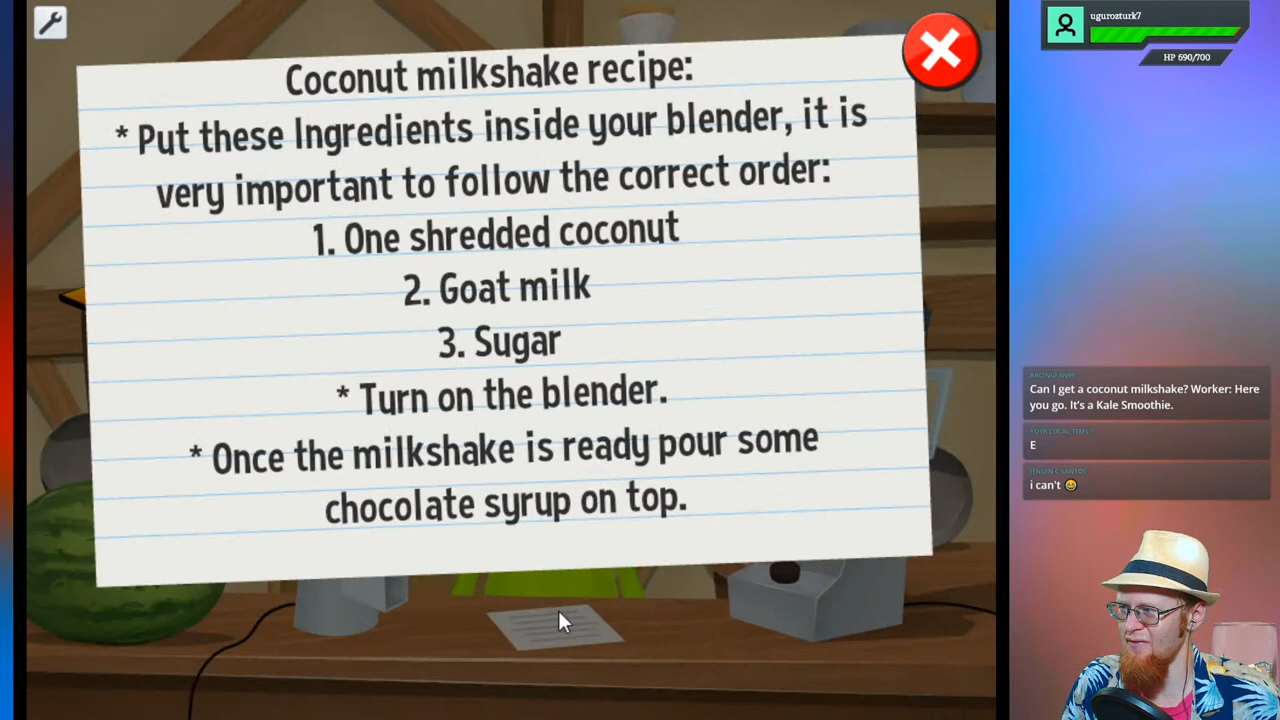 Coconut milkshake recipe:
* Put these Ingredients inside your blender, it is
very important to follow the correct order:
1. One shredded coconut
2. Goat milk
3. Sugar
* Turn on the blender.
* Once the milkshake is ready pour some
chocolate syrup on top.
ugurozturk7
HP 690/700
Can I get a coconut milkshake? Worker: Here
you go. It's a Kale Smoothie.
E
JENSEN C SANTOS
i can't 😂